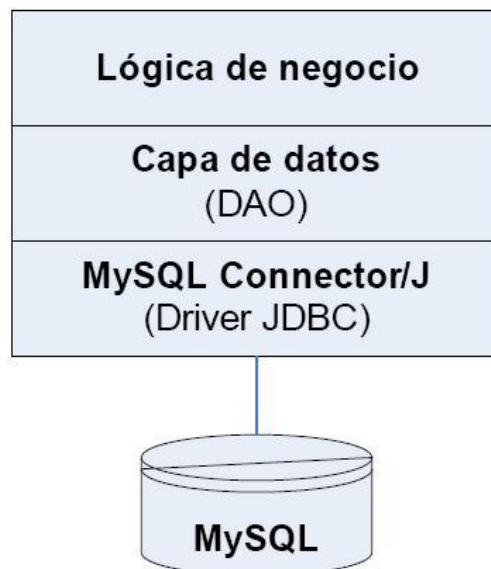 Lógica de negocio
Capa de datos
(DAO)
MySQL Connector/J
(Driver JDBC)
MySQL